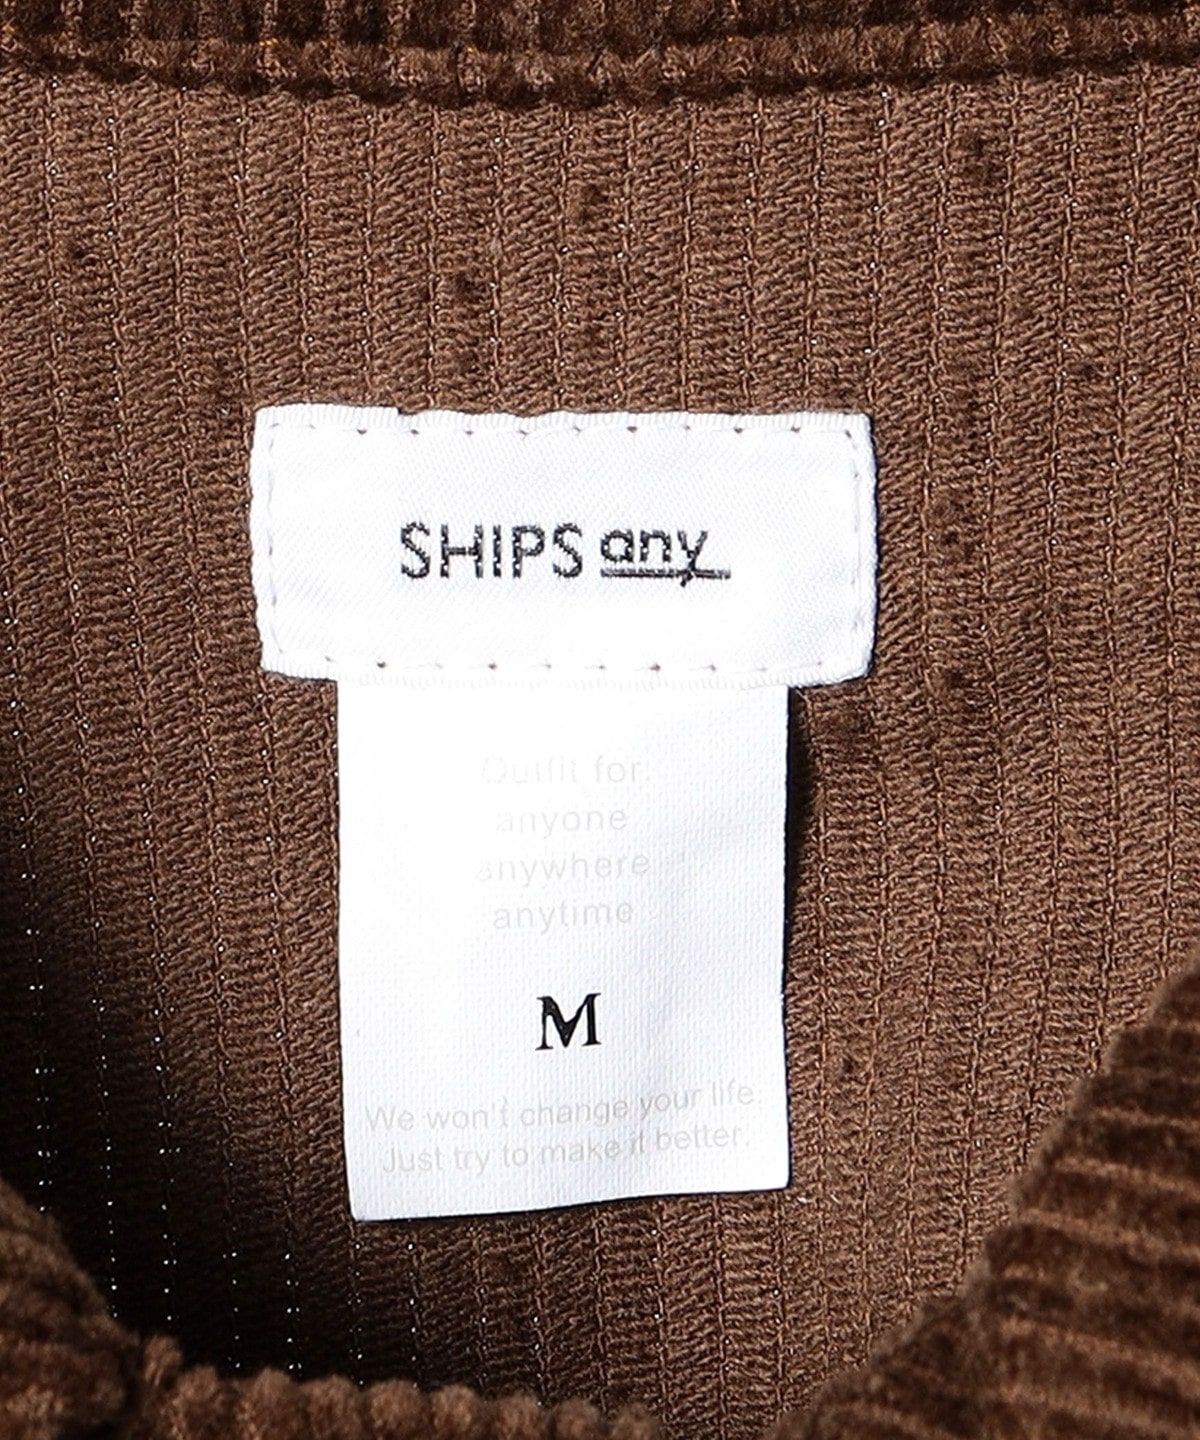 SHIPS any
Outfit for
anyone
anywhere
anytime
M
We won't change your life.
Just try to make it better.